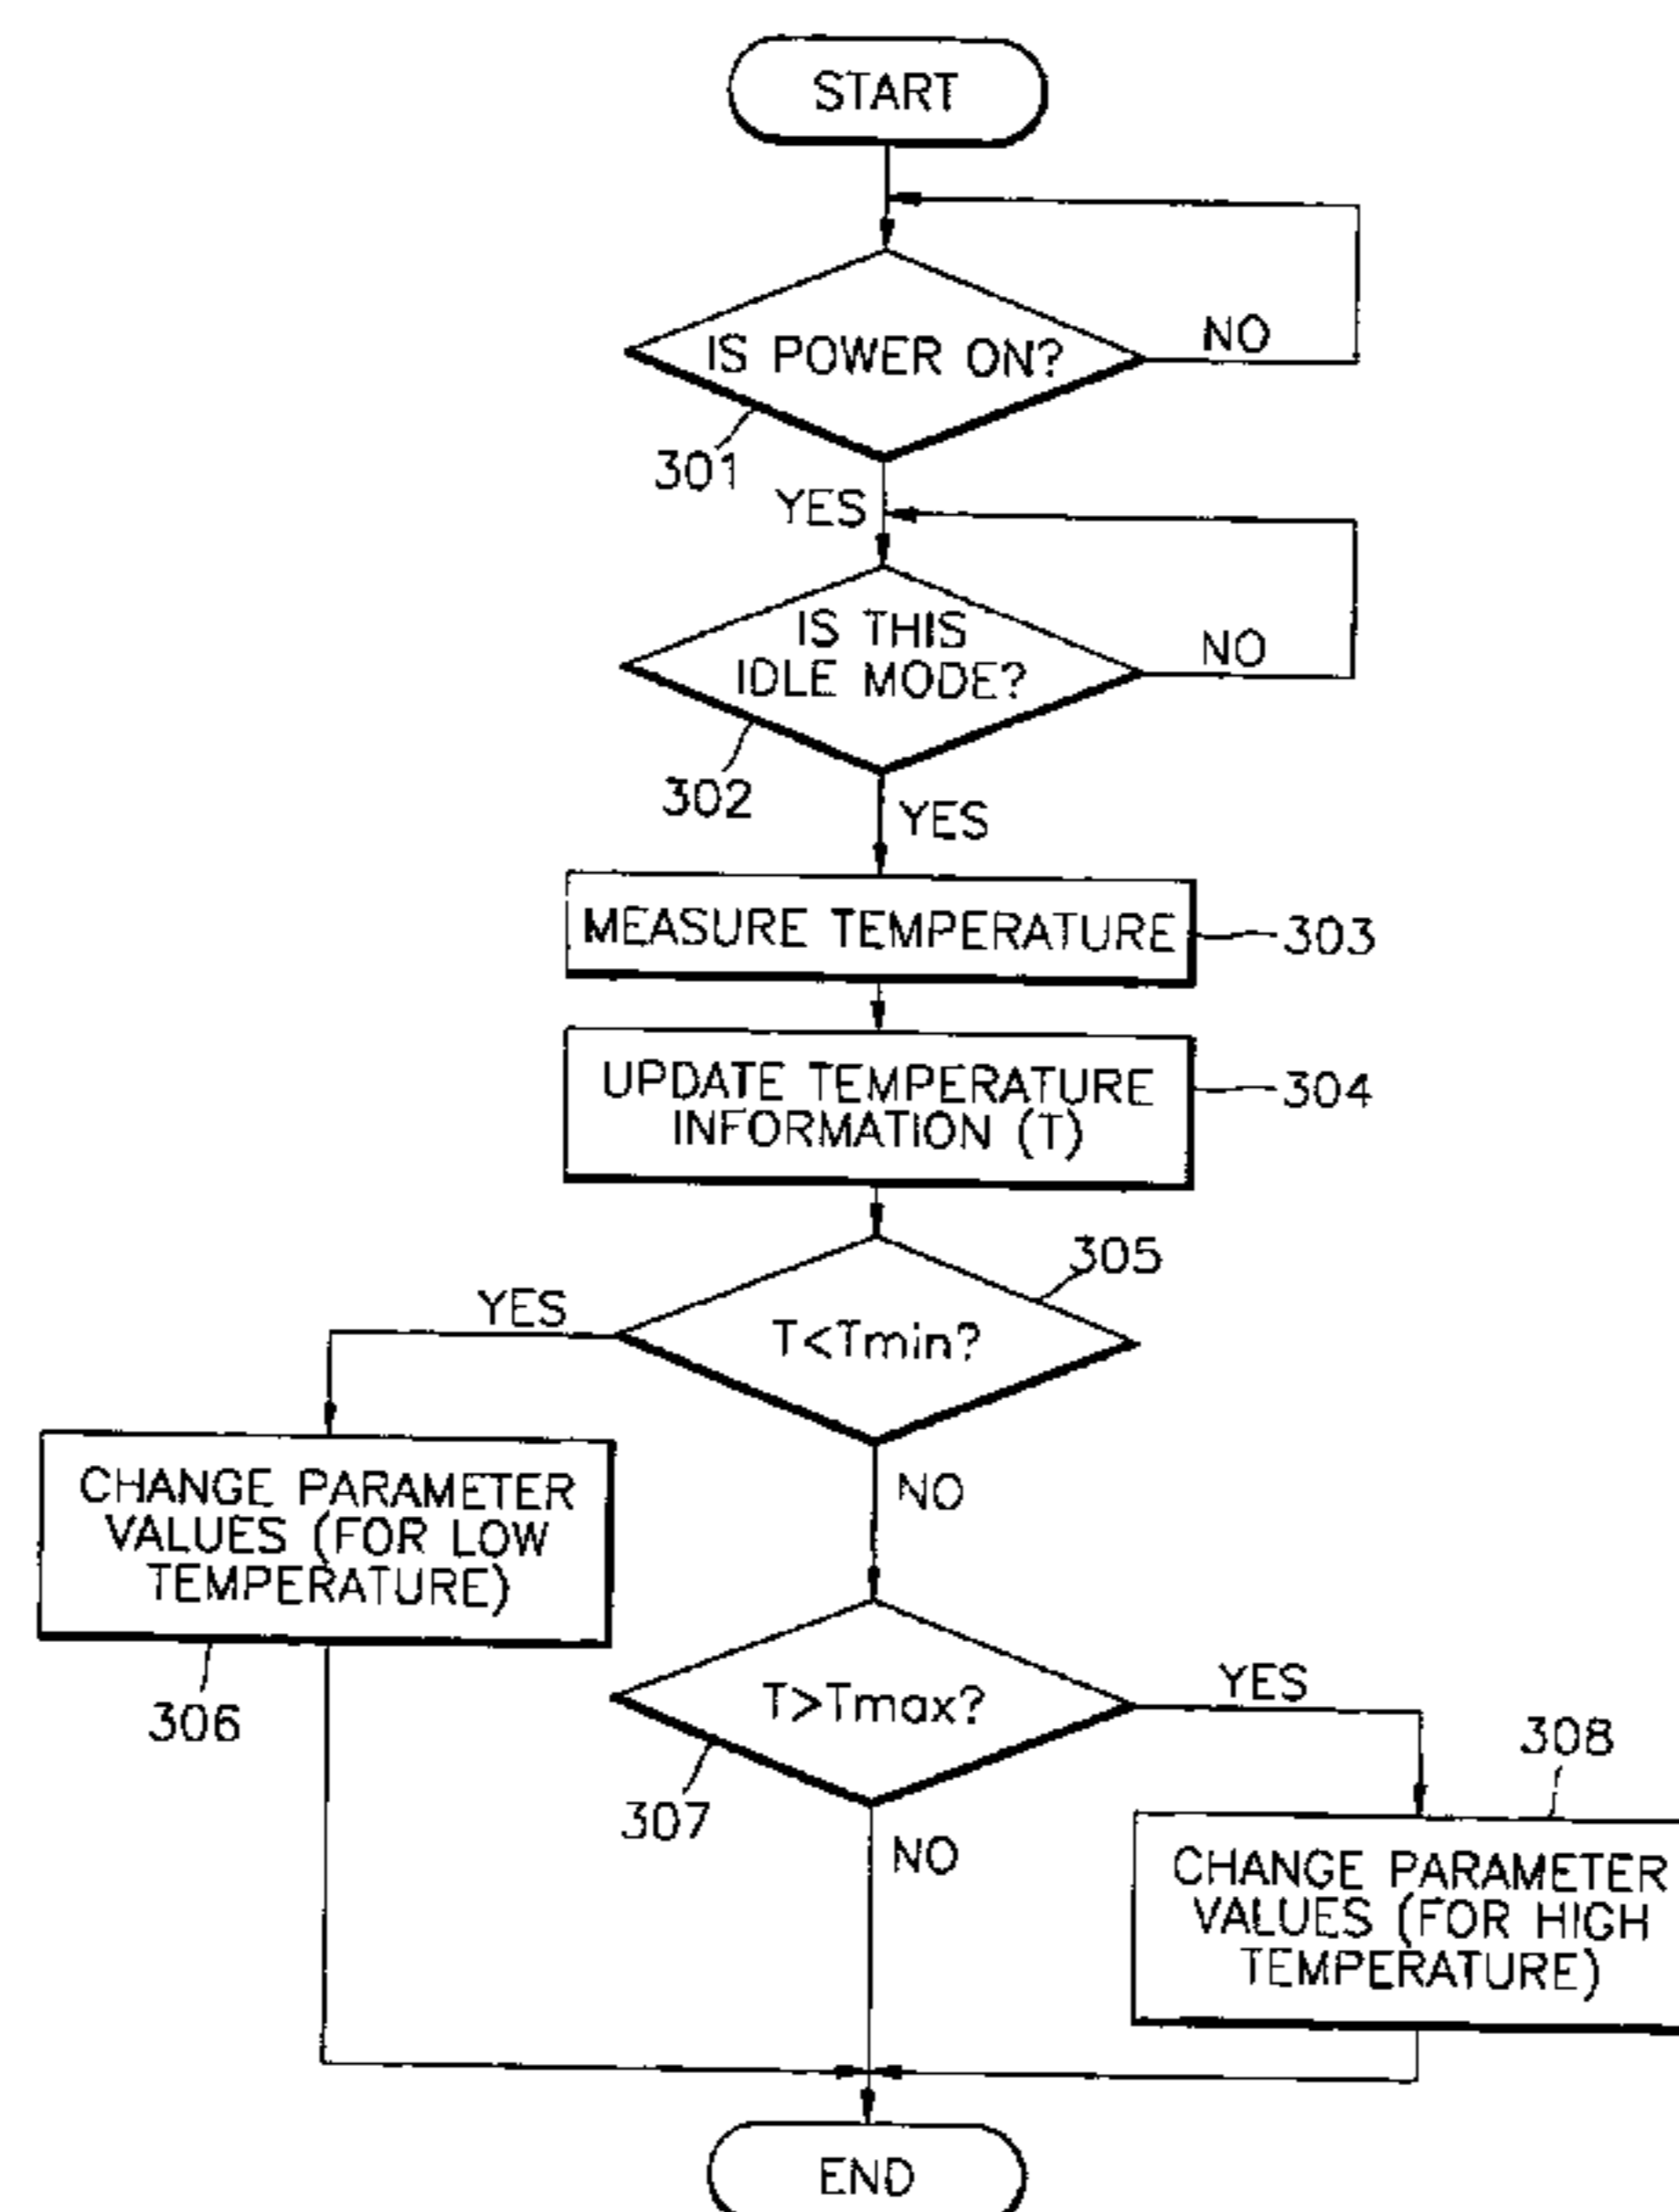 START
IS POWER ON?
NO
301
YES
IS THIS
IDLE MODE?
NO
302
YES
MEASURE TEMPERATURE
303
UPDATE TEMPERATURE
INFORMATION (T)
304
305
YES
T<Tmin?
CHANGE PARAMETER
VALUES (FOR LOW
TEMPERATURE)
NO
306
T>Tmax?
YES
308
307
NO
CHANGE PARAMETER
VALUES (FOR HIGH
TEMPERATURE)
END